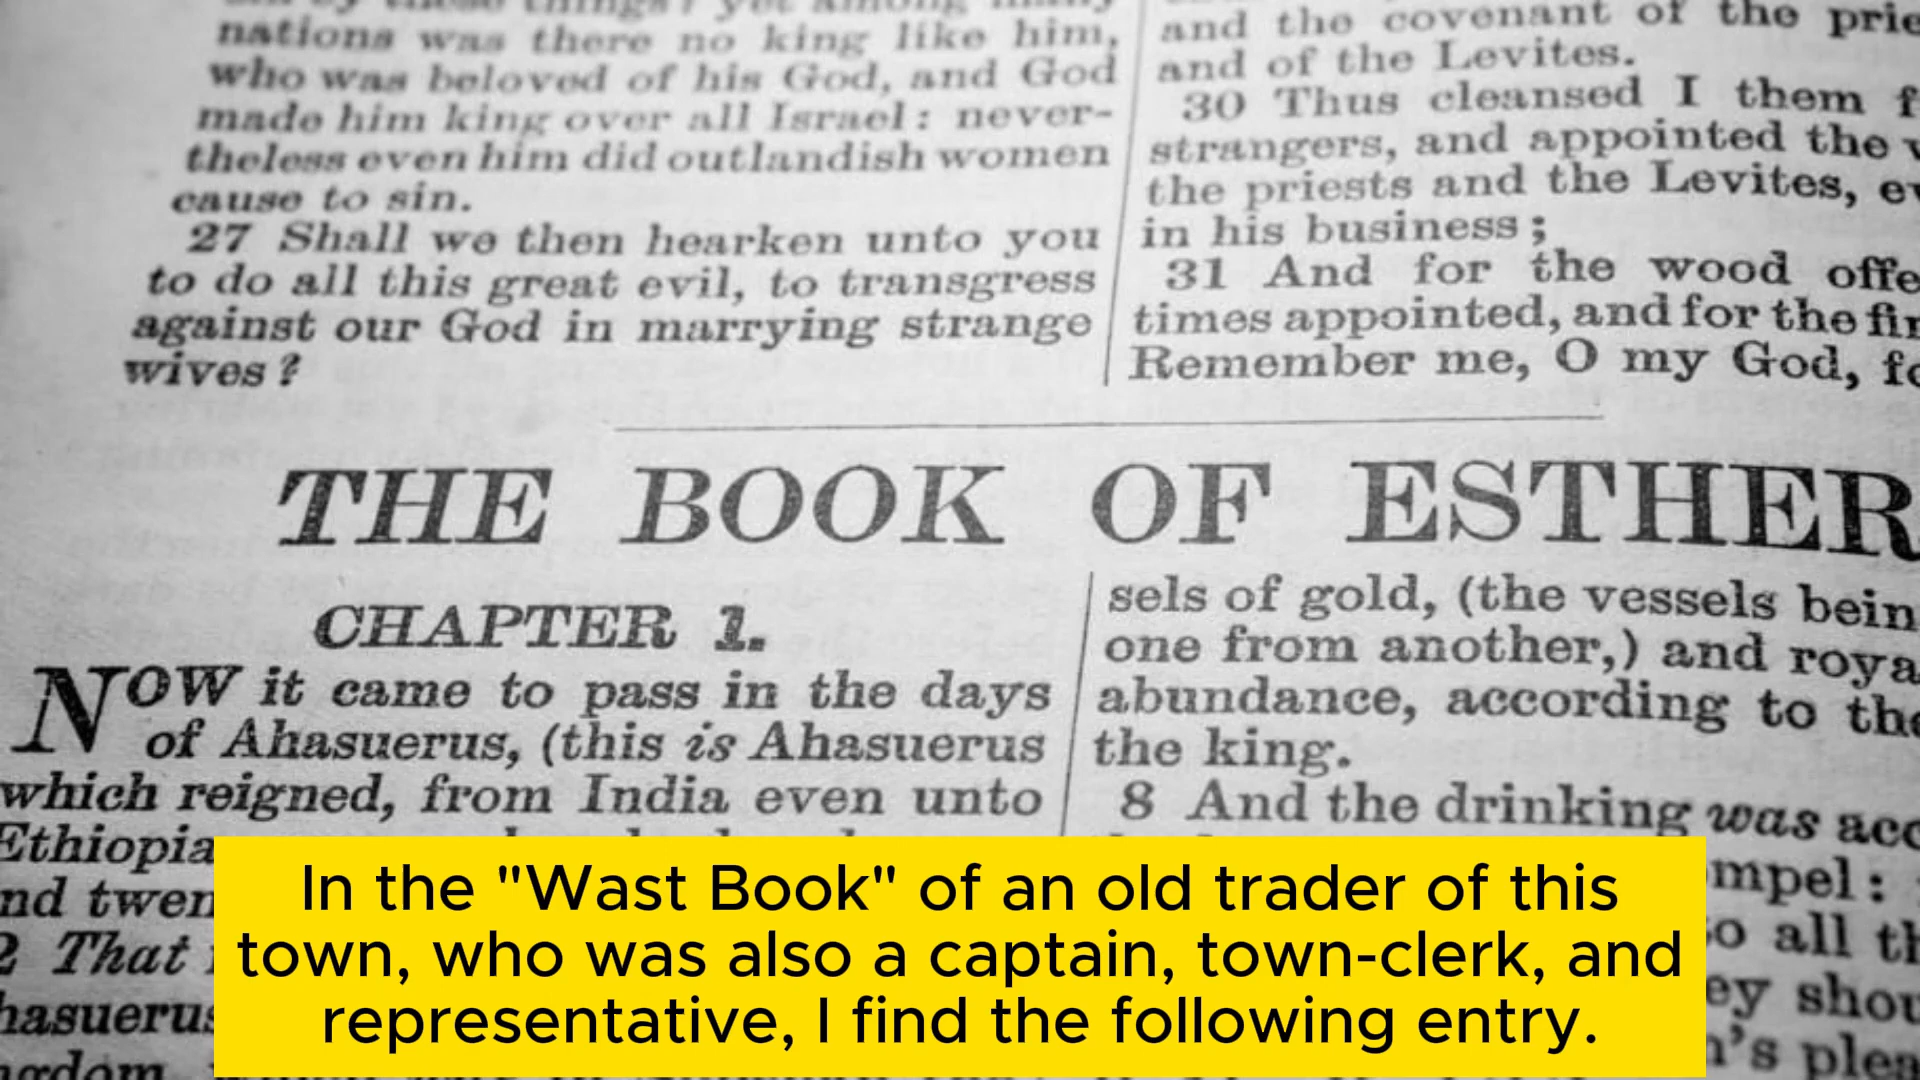 nations was there no king like him,
who was beloved of his God, and God
made him king over all Israel: never-
theless even him did outlandish women
cause to sin.
27 Shall we then hearken unto you
to do all this great evil, to transgress
against our God in marrying strange
wives?
and the covenant of the
and of the Levites.
30 Thus cleansed I them
strangers, and appointed the
the priests and the Levites,
in his business;
31 And for the wood
times appointed, and for the
Remember me, O my God,
THE BOOK OF ESTHER
CHAPTER 1.
NOW it came to pass in the days
of Ahasuerus, (this is Ahasuerus
which reigned, from India even unto
Ethiopia
2 That
sels of gold, (the vessels
one from another,) and
abundance, according to
the king.
8 And the drinking was
all
In the "Wast Book" of an old trader of this
town, who was also a captain, town-clerk, and
representative, I find the following entry.